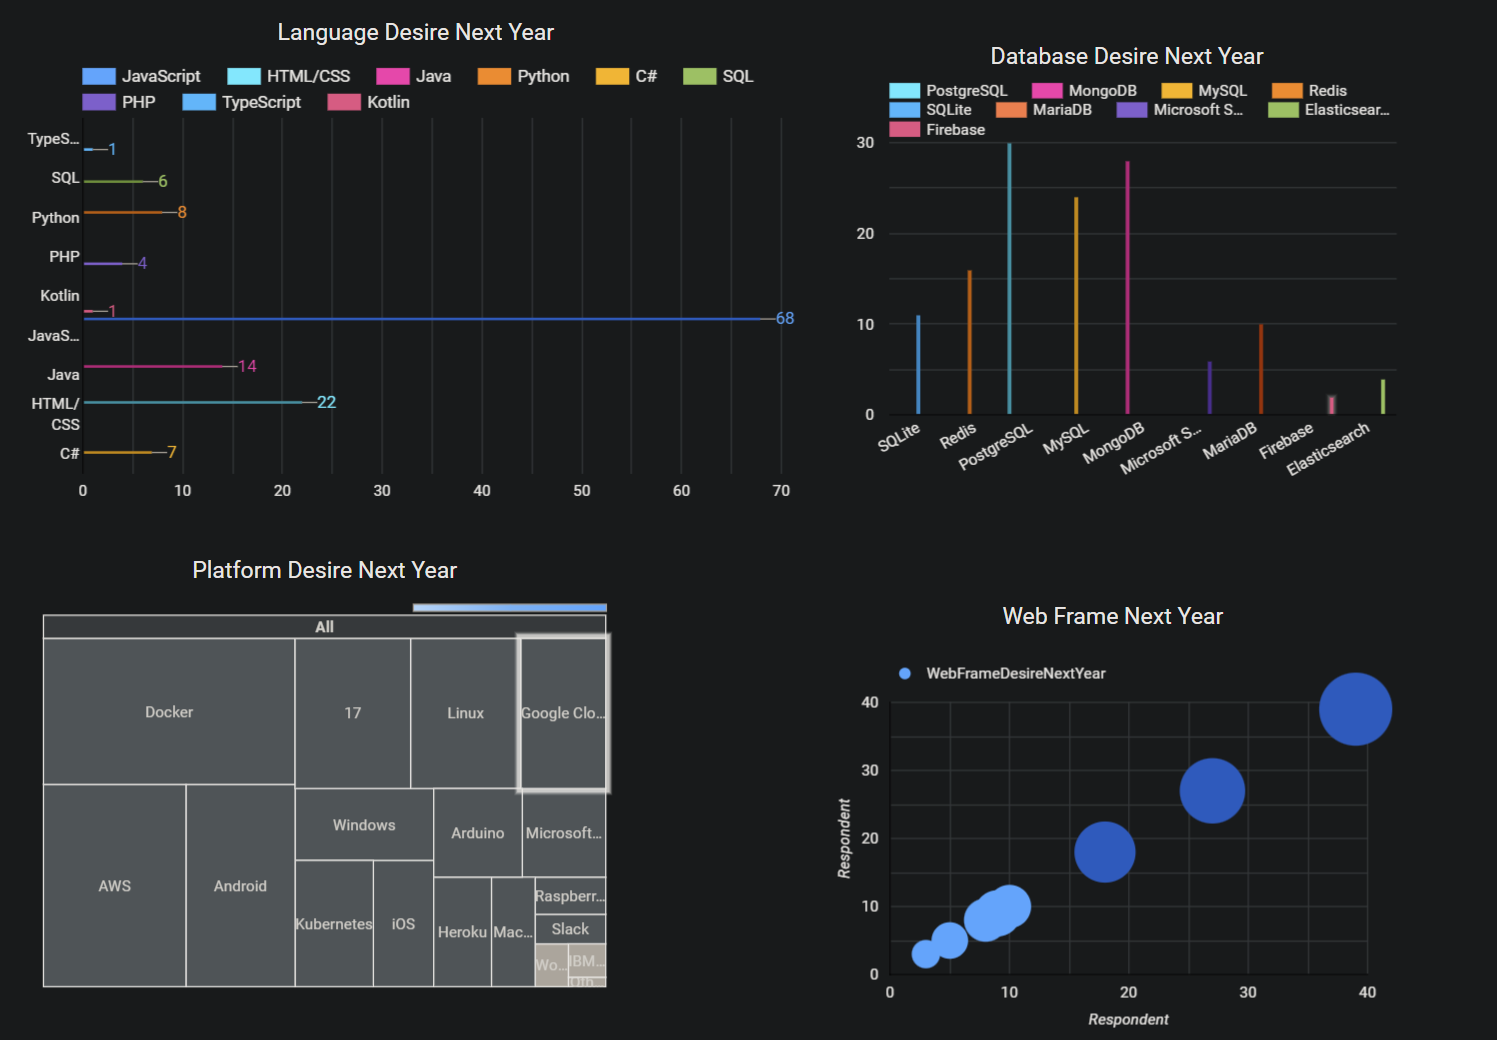 Language Desire Next Year
JavaScript HTML/CSS Java Python C# SQL
PHP TypeScript Kotlin
TypeS... 1
SQL 6
Python 8
PHP 4
Kotlin 1
68
JavaS...
Java 14
HTML/ 22
CSS
C# 7
0 10 20 30 40 50 60 70
Database Desire Next Year
PostgreSQL MongoDB MySQL Redis
SQLite MariaDB Microsoft S... Elasticsear...
Firebase
30
20
10
0
SQLite Redis PostgreSQL MySQL MongoDB Microsoft S... MariaDB Firebase Elasticsearch
Platform Desire Next Year
All
Docker 17 Linux Google Clo...
Windows Arduino Microsoft...
AWS Android
Kubernetes iOS Heroku Mac... Raspberr...
Slack
Wo... IBM...
Web Frame Next Year
WebFrameDesireNextYear
40
30
20
10
0
Respondent
0 10 20 30 40
Respondent